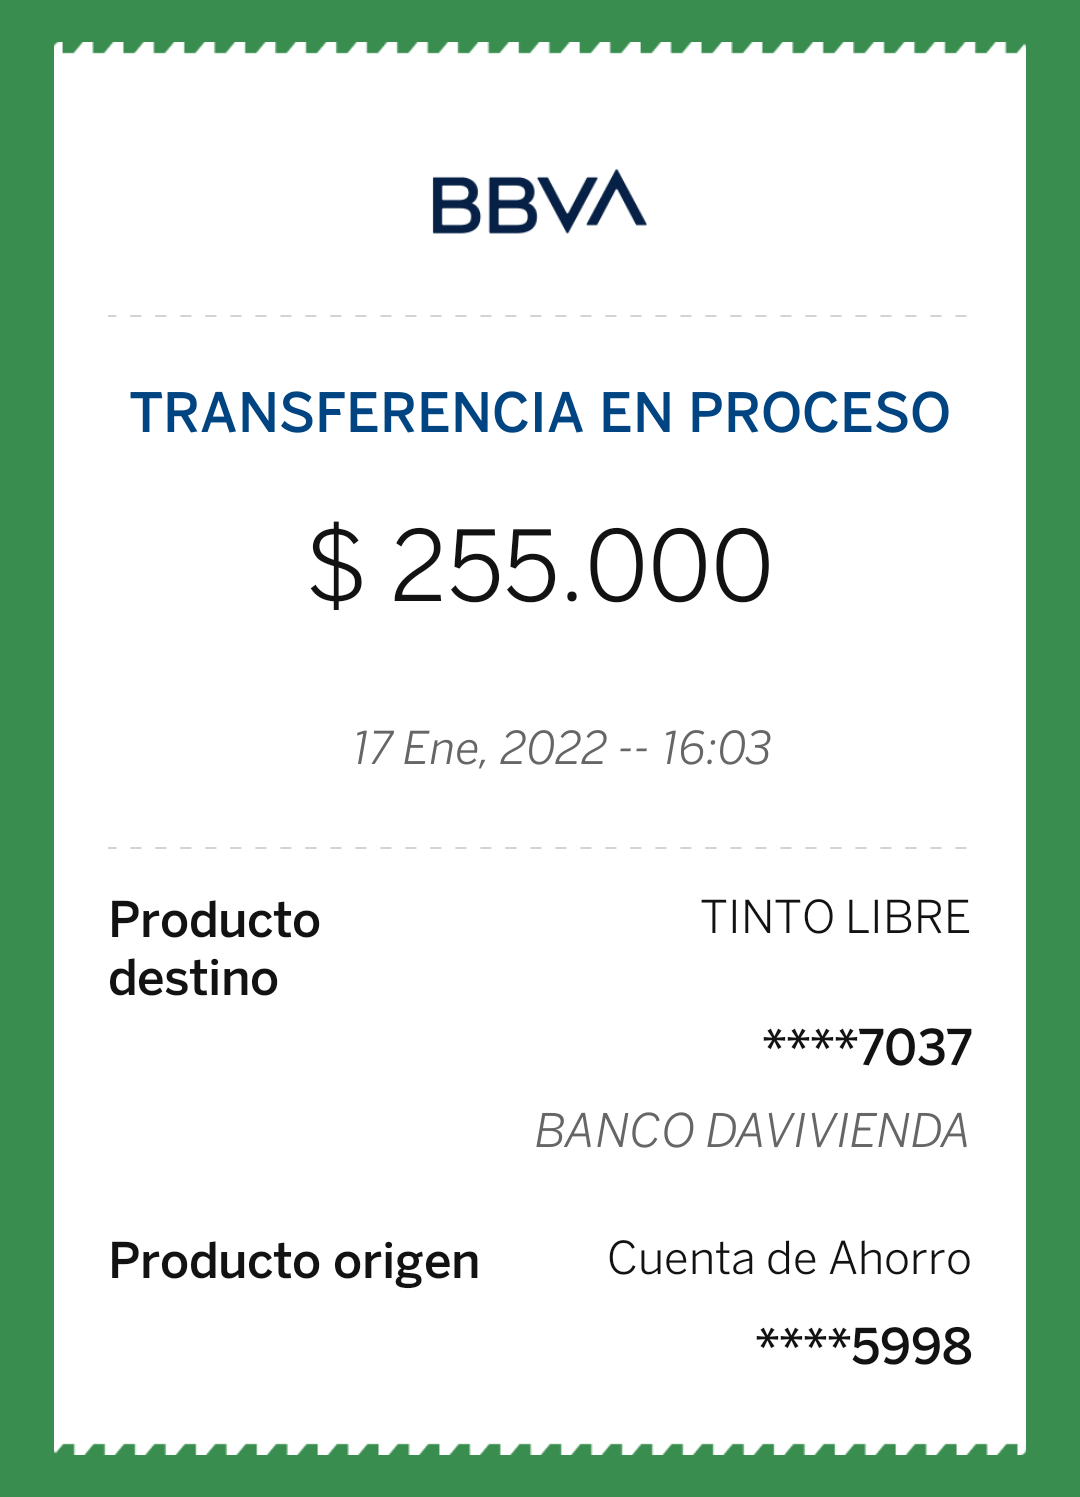 BBVA
TRANSFERENCIA EN PROCESO
$ 255.000
17 Ene, 2022 -- 16:03
Producto destino
TINTO LIBRE
****7037
BANCO DAVIVIENDA
Producto origen
Cuenta de Ahorro
****5998